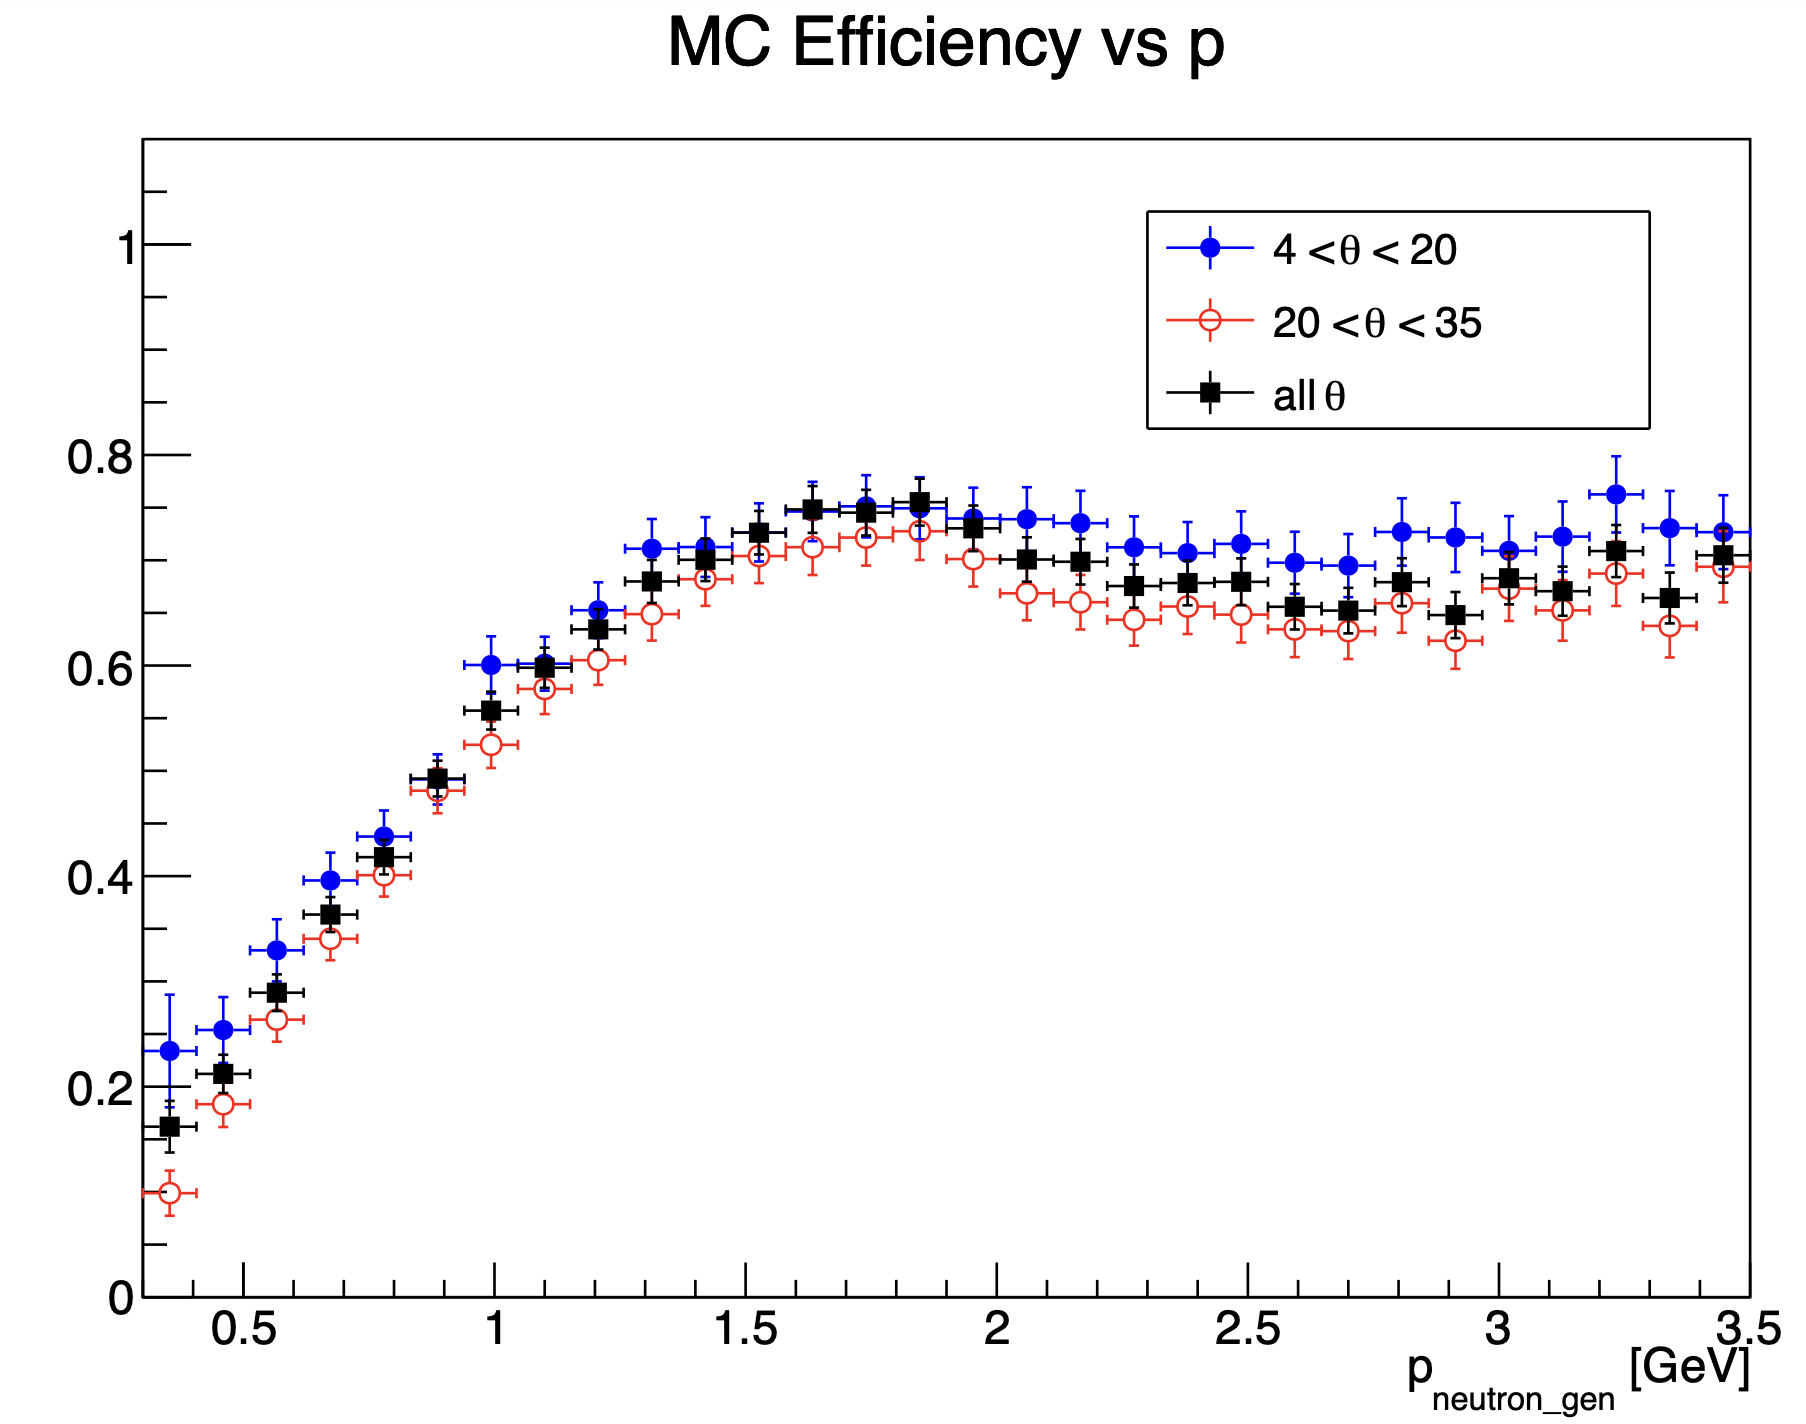 MC Efficiency vs p
4 <θ < 20
20 <θ < 35
all θ
1
0.8
0.6
0.4
0.2
0
0.5 1 1.5 2 2.5 3 3.5
p neutron_gen [GeV]